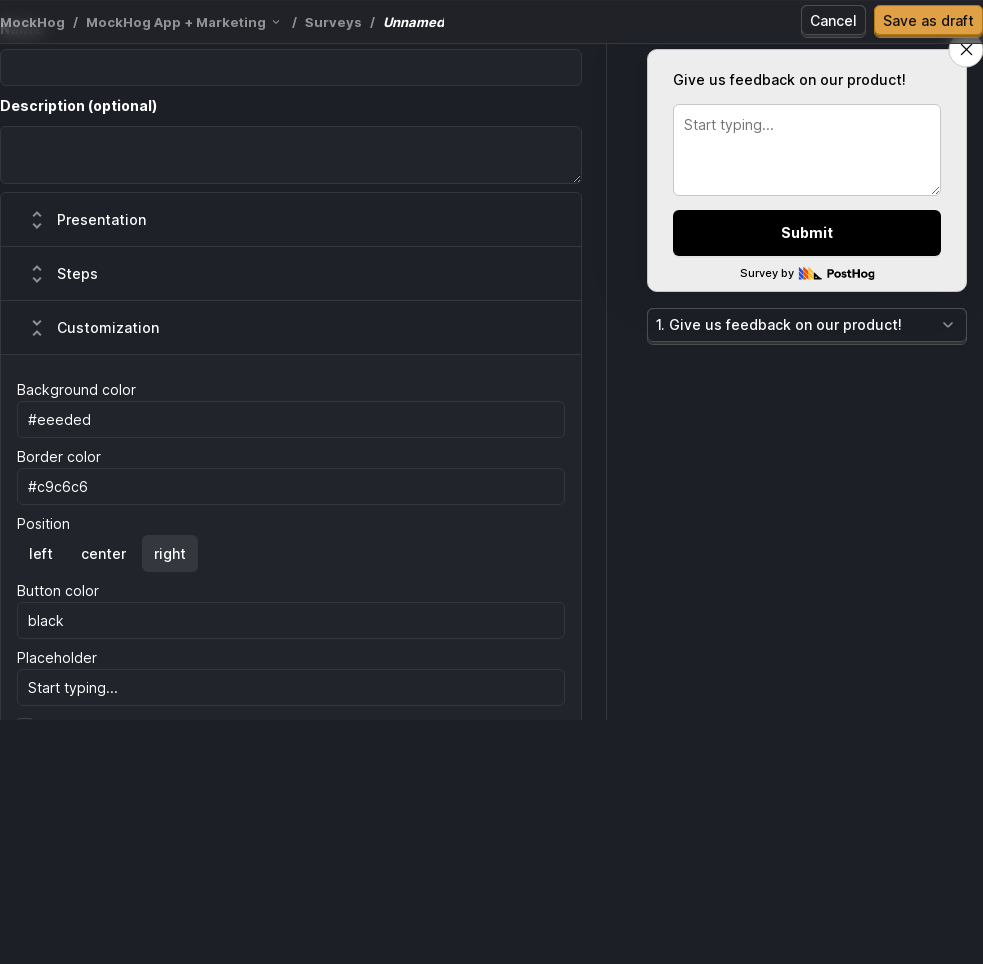 MockHog / MockHog App + Marketing / Surveys / Unnamed
Cancel
Save as draft
Description (optional)
Presentation
Steps
Customization
Background color
#eeeded
Border color
#c9c6c6
Position
left center right
Button color
black
Placeholder
Start typing...
Give us feedback on our product!
Start typing...
Submit
Survey by PostHog
1. Give us feedback on our product!